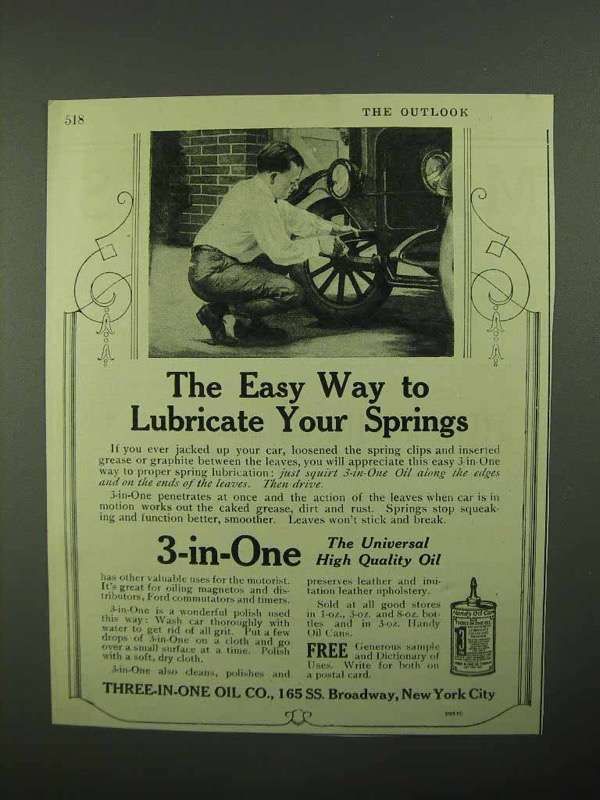 518
THE OUTLOOK
The Easy Way to
Lubricate Your Springs
If you ever jacked up your car, loosened the spring clips and inserted
grease or graphite between the leaves, you will appreciate this easy 3-in-One
way to proper spring lubrication: just squirt 3-in-One Oil along the edges
and on the ends of the leaves. Then drive.
3-in-One penetrates at once and the action of the leaves when car is in
motion works out the caked grease, dirt and rust. Springs stop squeak-
ing and function better, smoother. Leaves won't stick and break.
3-in-One
The Universal
High Quality Oil
has other valuable uses for the motorist.
It's great for oiling magnetos and dis-
tributors, Ford commutators and timers.
3-in-One is a wonderful polish used
this way: Wash car thoroughly with
water to get rid of all grit. Put a few
drops of 3-in-One on a cloth and go
over a small surface at a time. Polish
with a soft, dry cloth.
3-in-One also cleans, polishes and
preserves leather and imi-
tation leather upholstery.
Sold at all good stores
in 1-oz., 3-oz. and 8-oz. bot-
tles and in 3-oz. Handy
Oil Cans.
FREE Generous sample
and Dictionary of
Uses. Write for both on
a postal card.
Handy Oil Can
THREE-IN-ONE OIL CO., 165 SS. Broadway, New York City